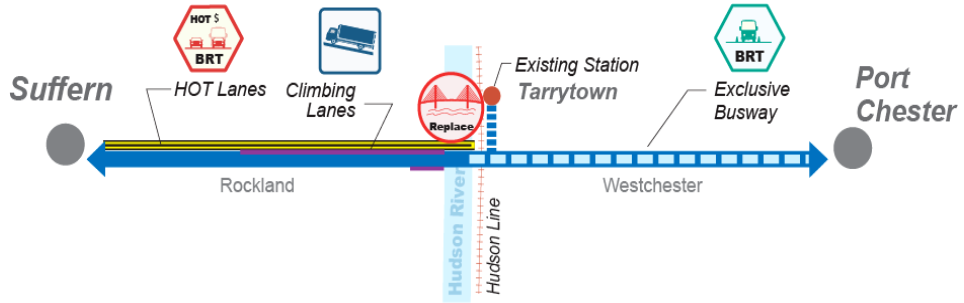 HOT $
BRT
HOT Lanes
Climbing
Lanes
Replace
Existing Station
Tarrytown
BRT
Exclusive
Busway
Suffern
Port
Chester
Rockland
Westchester
Hudson River
Hudson Line